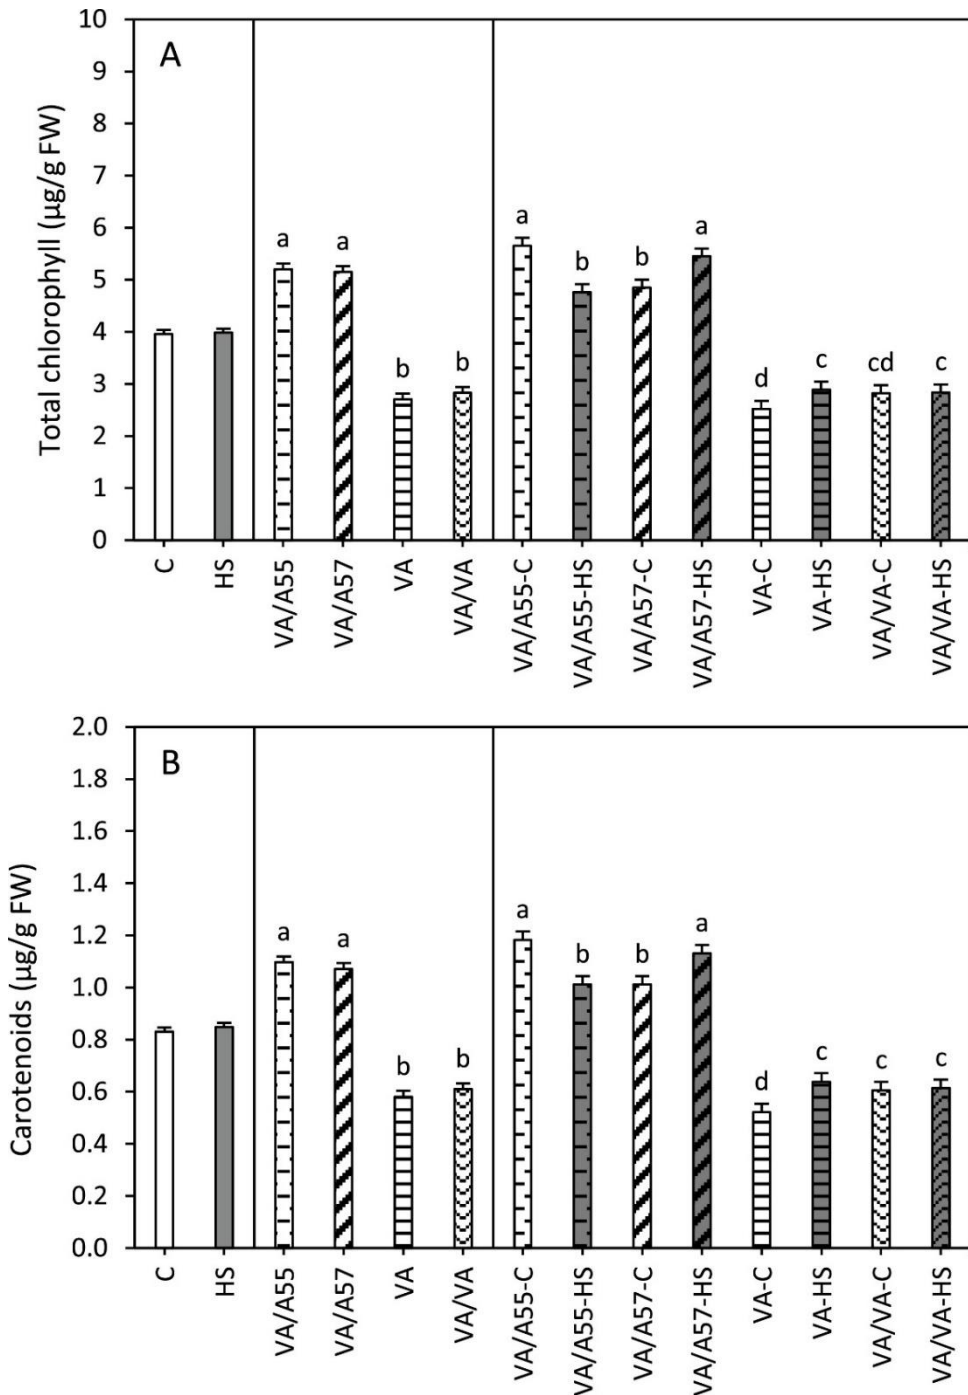 A
Total chlorophyll (µg/g FW)
10
9
8
7
6
5
4
3
2
1
0
a
a
b
b
a
b
b
a
d
c
cd
c
C
HS
VA/A55
VA/A57
VA
VA/VA
VA/A55-C
VA/A55-HS
VA/A57-C
VA/A57-HS
VA-C
VA-HS
VA/VA-C
VA/VA-HS
B
Carotenoids (µg/g FW)
2.0
1.8
1.6
1.4
1.2
1.0
0.8
0.6
0.4
0.2
0.0
a
a
b
b
a
b
b
a
d
c
c
c
C
HS
VA/A55
VA/A57
VA
VA/VA
VA/A55-C
VA/A55-HS
VA/A57-C
VA/A57-HS
VA-C
VA-HS
VA/VA-C
VA/VA-HS